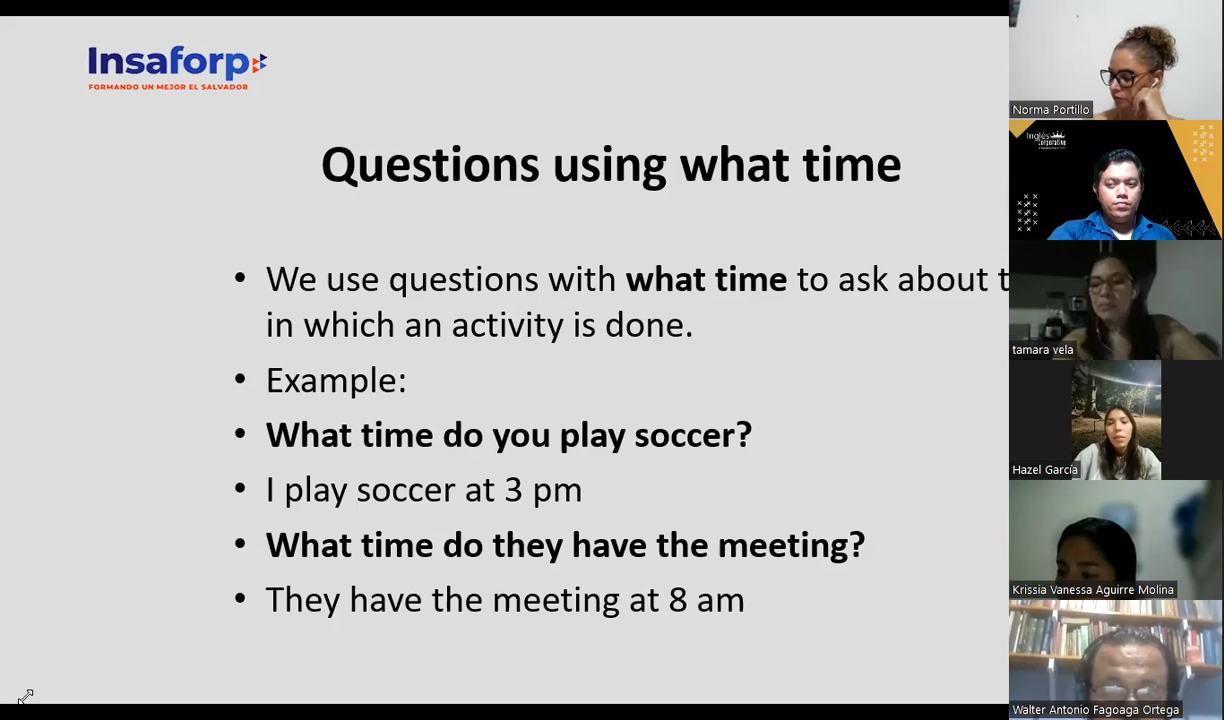 Insaforp
FORMANDO UN MEJOR EL SALVADOR
Questions using what time
• We use questions with what time to ask about t
in which an activity is done.
• Example:
• What time do you play soccer?
• I play soccer at 3 pm
• What time do they have the meeting?
• They have the meeting at 8 am
Norma Portillo
Inglés
Corporativo
tamara vela
Hazel García
Krissia Vanessa Aguirre Molina
Walter Antonio Fagoaga Ortega